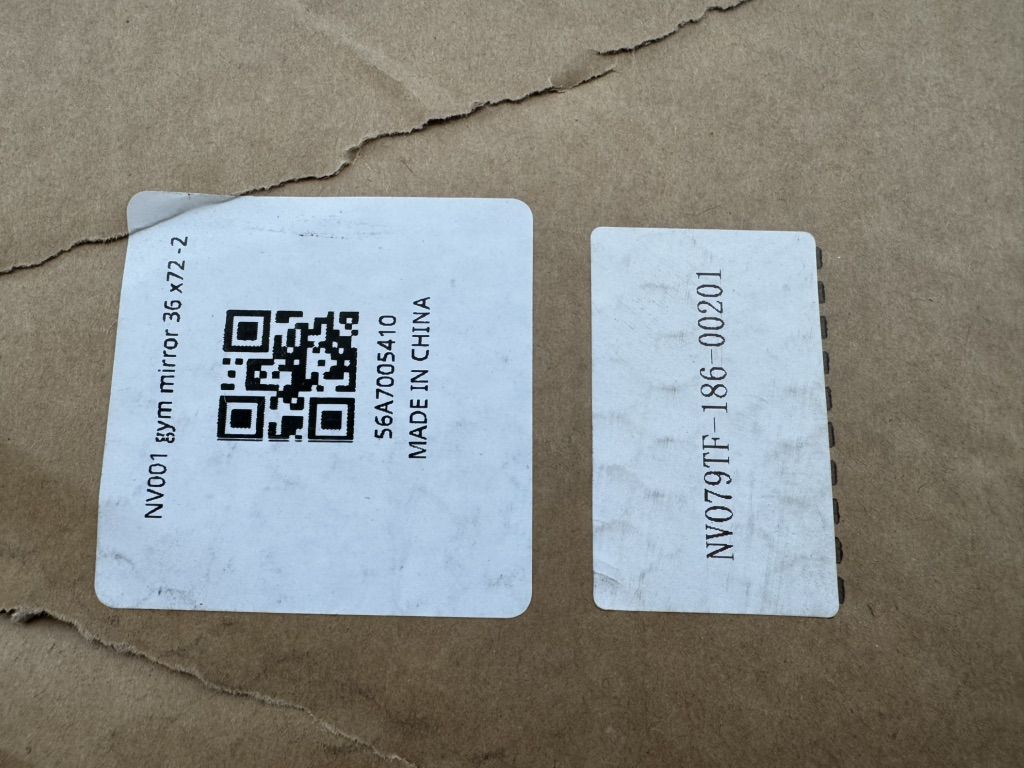 NV001 gym mirror 36 x72 -2
56A7005410
MADE IN CHINA
NV079TF-186-00201